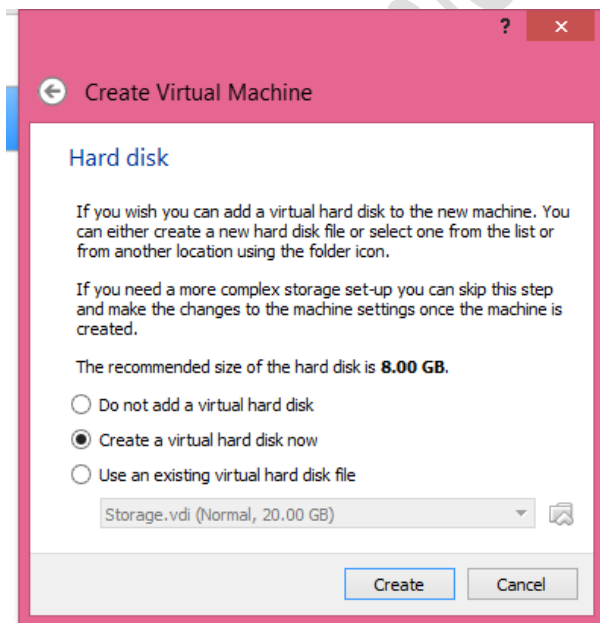 ?
×
Create Virtual Machine
Hard disk
If you wish you can add a virtual hard disk to the new machine. You
can either create a new hard disk file or select one from the list or
from another location using the folder icon.
If you need a more complex storage set-up you can skip this step
and make the changes to the machine settings once the machine is
created.
The recommended size of the hard disk is 8.00 GB.
Do not add a virtual hard disk
Create a virtual hard disk now
Use an existing virtual hard disk file
Storage.vdi (Normal, 20.00 GB)
Create Cancel